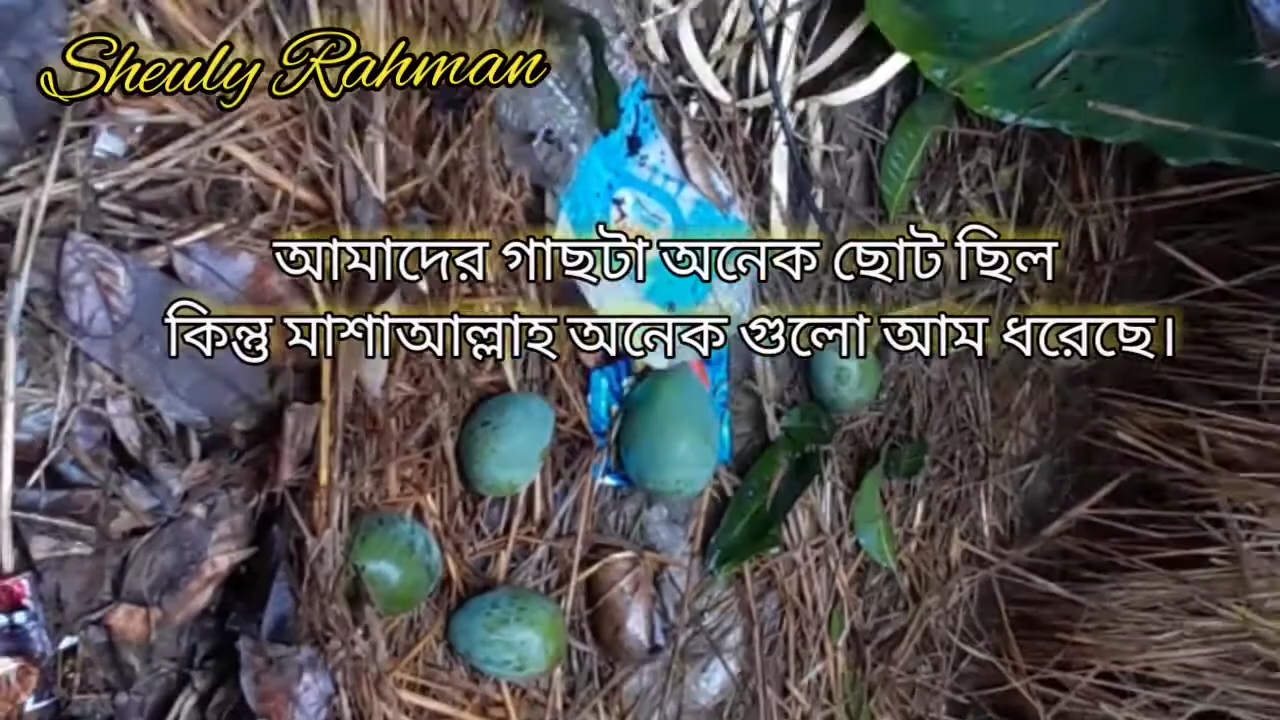 Sheuly Rahman
আমাদের গাছটা অনেক ছোট ছিল
কিন্তু মাশাআল্লাহ অনেক গুলো আম ধরেছে।